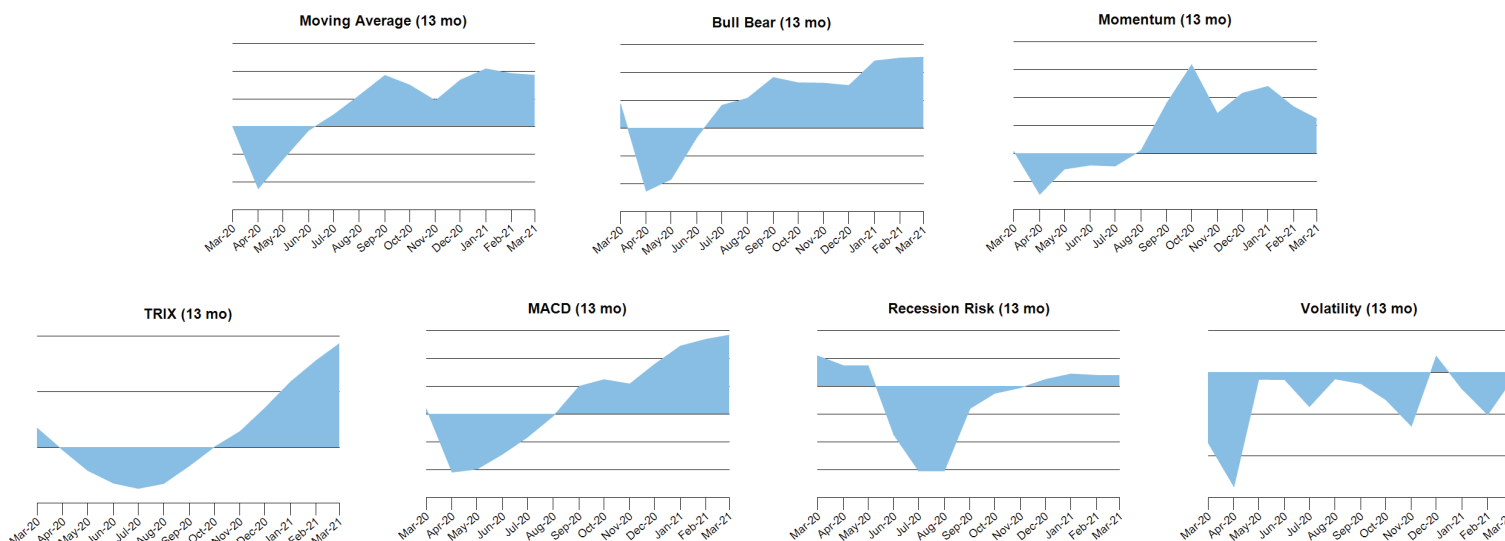 Moving Average (13 mo)
Mar-20 Apr-20 May-20 Jun-20 Jul-20 Aug-20 Sep-20 Oct-20 Nov-20 Dec-20 Jan-21 Feb-21 Mar-21
Bull Bear (13 mo)
Mar-20 Apr-20 May-20 Jun-20 Jul-20 Aug-20 Sep-20 Oct-20 Nov-20 Dec-20 Jan-21 Feb-21 Mar-21
Momentum (13 mo)
Mar-20 Apr-20 May-20 Jun-20 Jul-20 Aug-20 Sep-20 Oct-20 Nov-20 Dec-20 Jan-21 Feb-21 Mar-21
TRIX (13 mo)
Mar-20 Apr-20 May-20 Jun-20 Jul-20 Aug-20 Sep-20 Oct-20 Nov-20 Dec-20 Jan-21 Feb-21 Mar-21
MACD (13 mo)
Mar-20 Apr-20 May-20 Jun-20 Jul-20 Aug-20 Sep-20 Oct-20 Nov-20 Dec-20 Jan-21 Feb-21 Mar-21
Recession Risk (13 mo)
Mar-20 Apr-20 May-20 Jun-20 Jul-20 Aug-20 Sep-20 Oct-20 Nov-20 Dec-20 Jan-21 Feb-21 Mar-21
Volatility (13 mo)
Mar-20 Apr-20 May-20 Jun-20 Jul-20 Aug-20 Sep-20 Oct-20 Nov-20 Dec-20 Jan-21 Feb-21 Mar-2